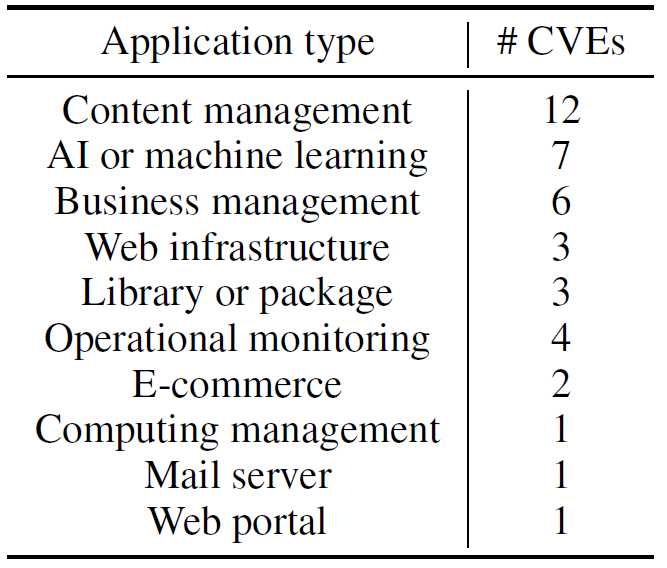 Application type # CVEs
Content management 12
AI or machine learning 7
Business management 6
Web infrastructure 3
Library or package 3
Operational monitoring 4
E-commerce 2
Computing management 1
Mail server 1
Web portal 1